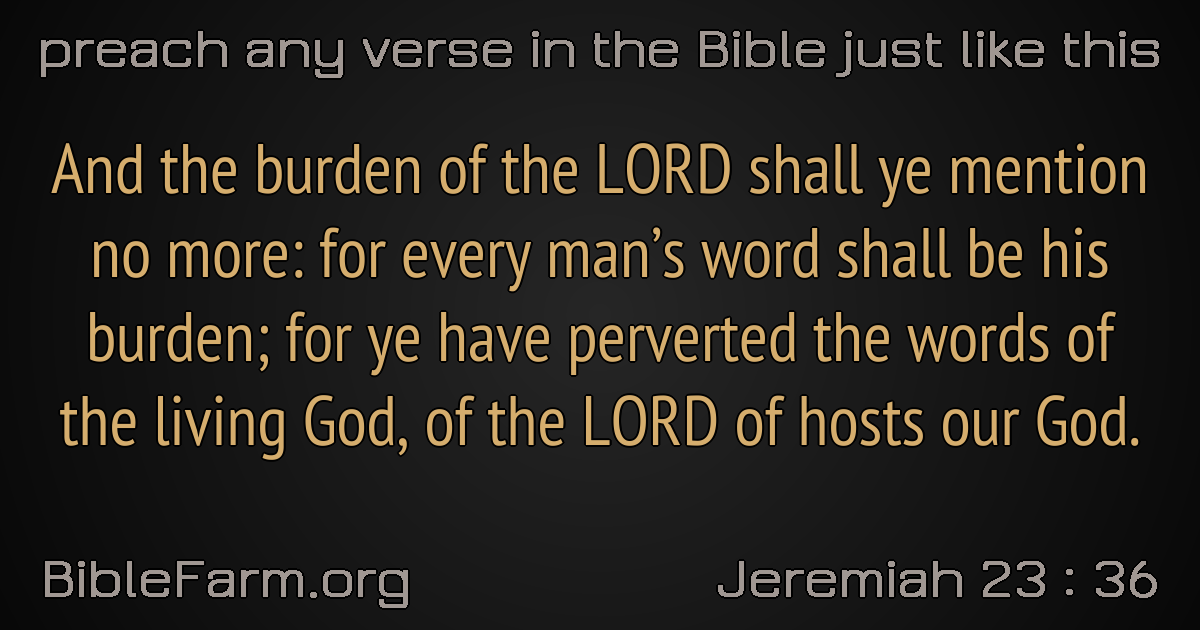 preach any verse in the Bible just like this
And the burden of the LORD shall ye mention
no more: for every man’s word shall be his
burden; for ye have perverted the words of
the living God, of the LORD of hosts our God.
BibleFarm.org
Jeremiah 23 : 36